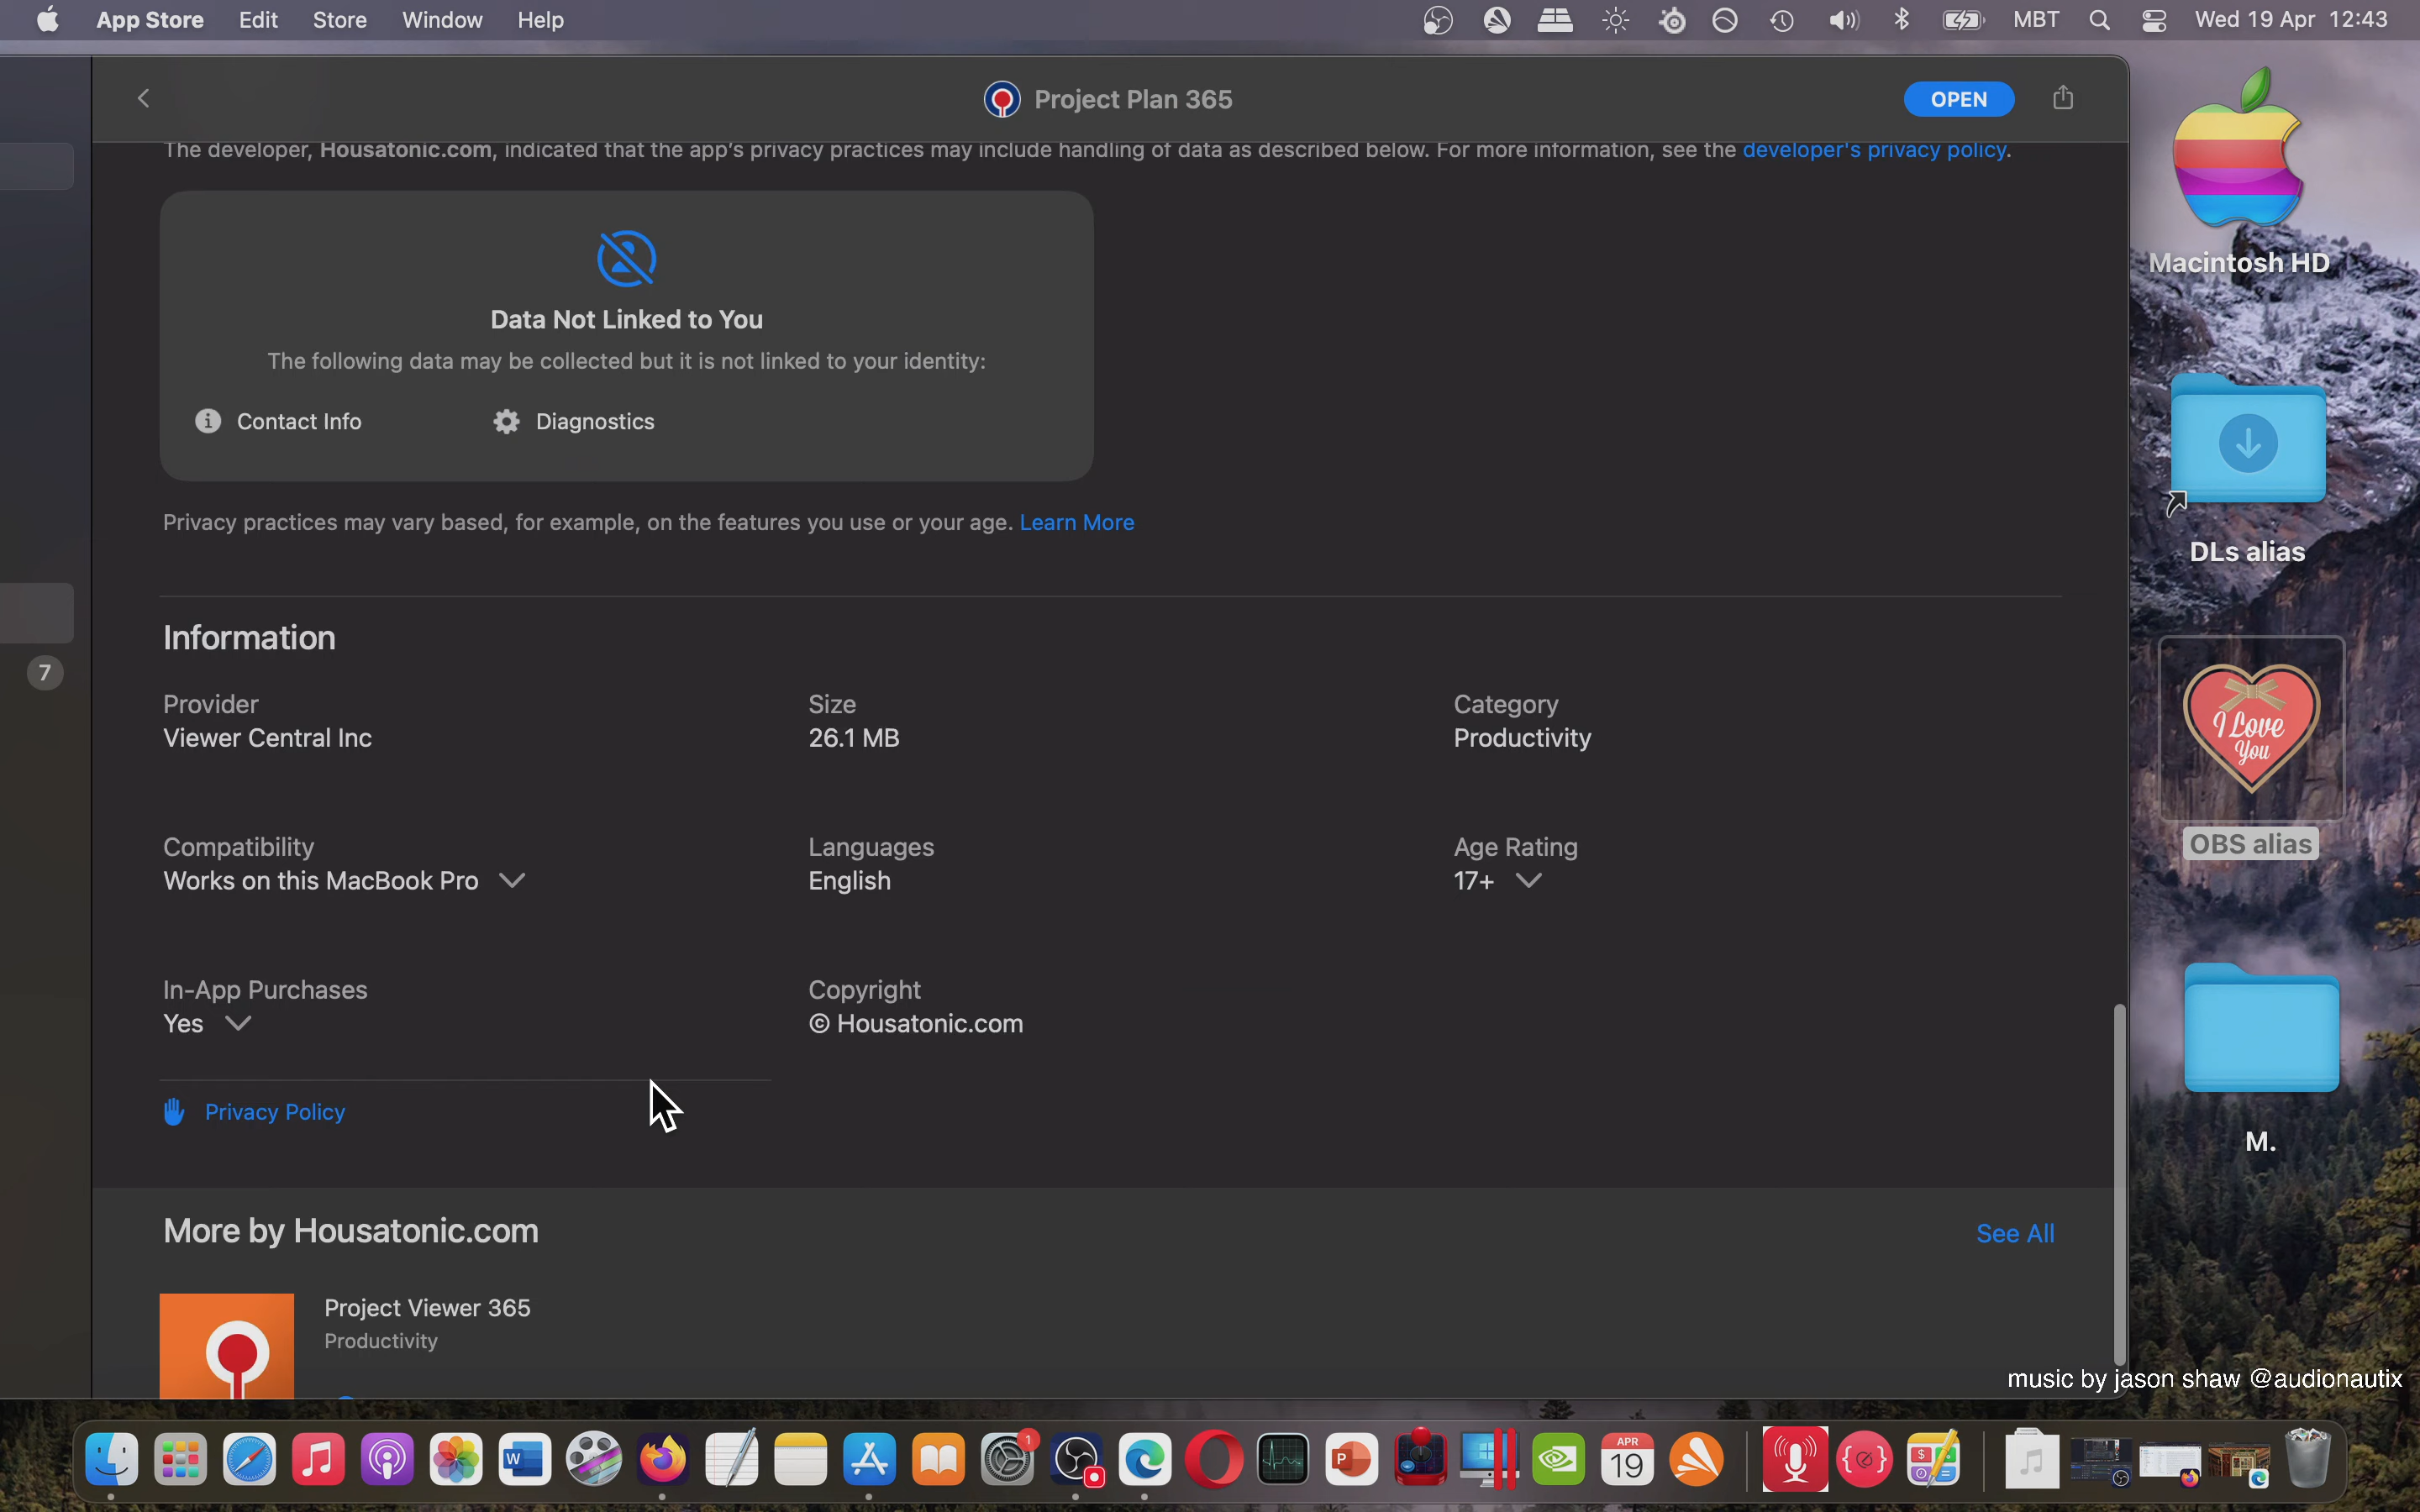 App Store Edit Store Window Help MBT Wed 19 Apr 12:43
Project Plan 365 OPEN
The developer, Housatonic.com, indicated that the app's privacy practices may include handling of data as described below. For more information, see the developer's privacy policy.
Data Not Linked to You
The following data may be collected but it is not linked to your identity:
Contact Info Diagnostics
Privacy practices may vary based, for example, on the features you use or your age. Learn More
Information
Provider
Viewer Central Inc
Size
26.1 MB
Category
Productivity
Compatibility
Works on this MacBook Pro
Languages
English
Age Rating
17+
In-App Purchases
Yes
Copyright
© Housatonic.com
Privacy Policy
More by Housatonic.com See All
Project Viewer 365
Productivity
7
Macintosh HD
DLs alias
I Love
You
OBS alias
M.
music by jason shaw @audionautix
W
1
P
APR
19
$